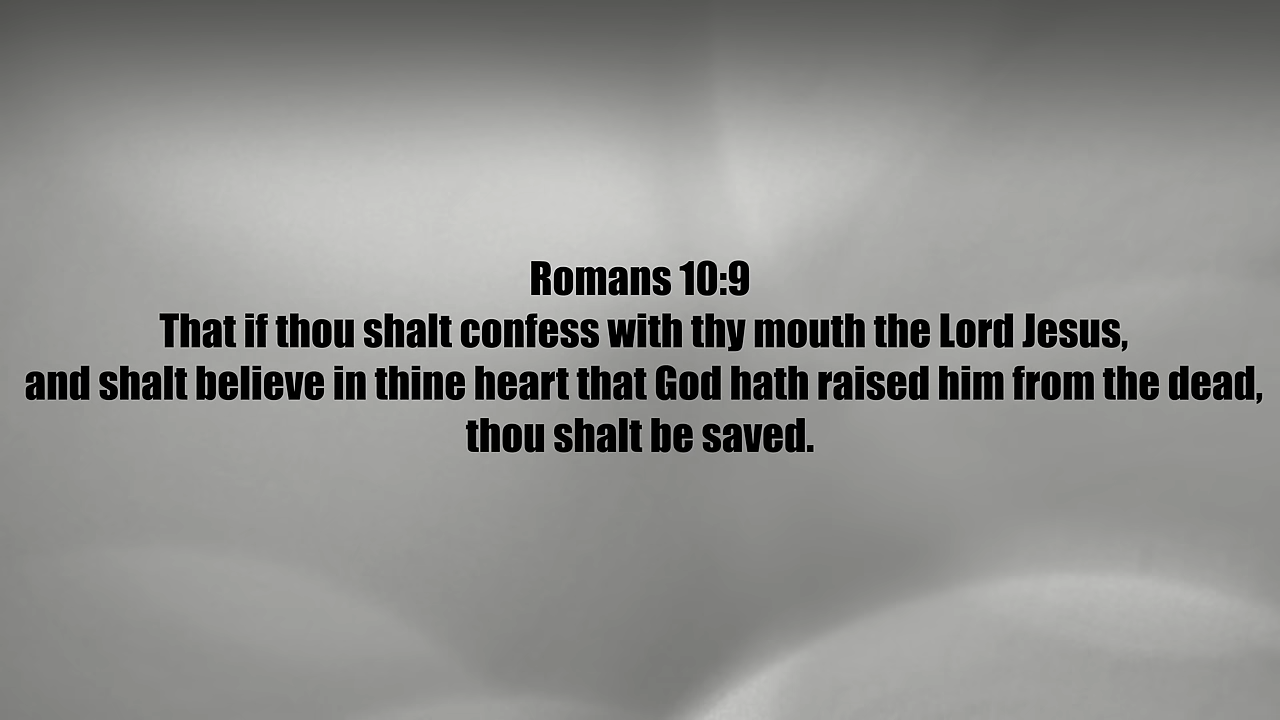 Romans 10:9
That if thou shalt confess with thy mouth the Lord Jesus,
and shalt believe in thine heart that God hath raised him from the dead,
thou shalt be saved.